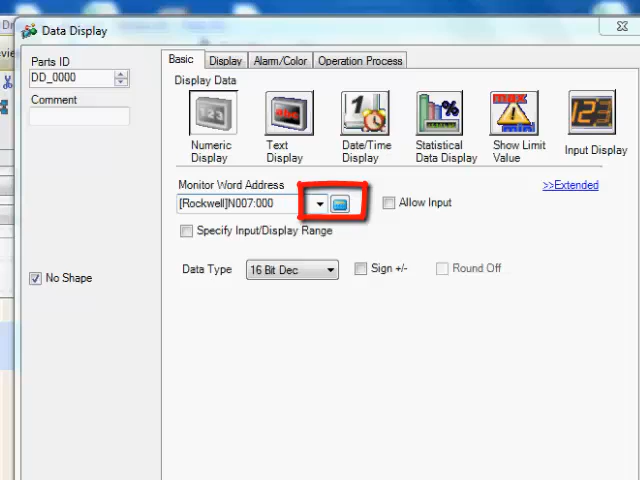 Data Display
Parts ID
DD_0000
Comment
Basic
Display
Alarm/Color
Operation Process
Display Data
Numeric
Display
Text
Display
Date/Time
Display
Statistical
Data Display
Show Limit
Value
Input Display
Monitor Word Address
>>Extended
[Rockwell]N007:000
Allow Input
Specify Input/Display Range
Data Type
16 Bit Dec
Sign +/-
Round Off
No Shape